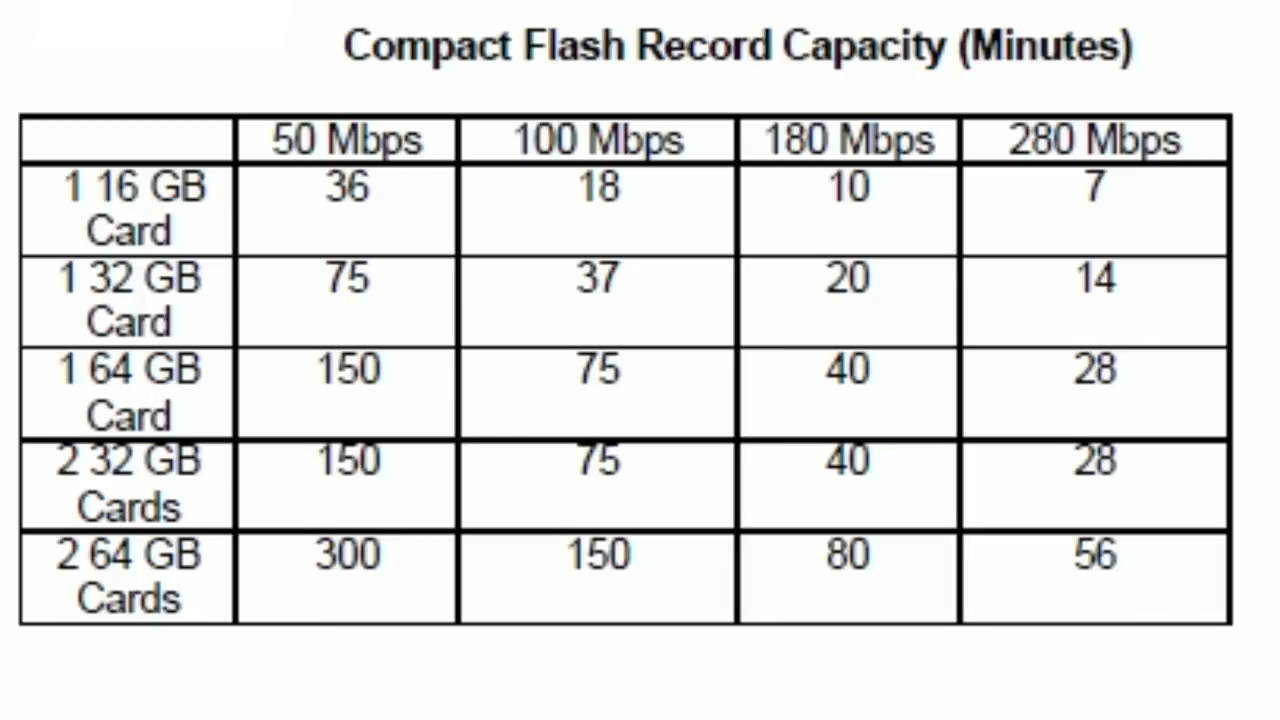 Compact Flash Record Capacity (Minutes)
50 Mbps 100 Mbps 180 Mbps 280 Mbps
1 16 GB 36 18 10 7
Card
1 32 GB 75 37 20 14
Card
1 64 GB 150 75 40 28
Card
2 32 GB 150 75 40 28
Cards
2 64 GB 300 150 80 56
Cards